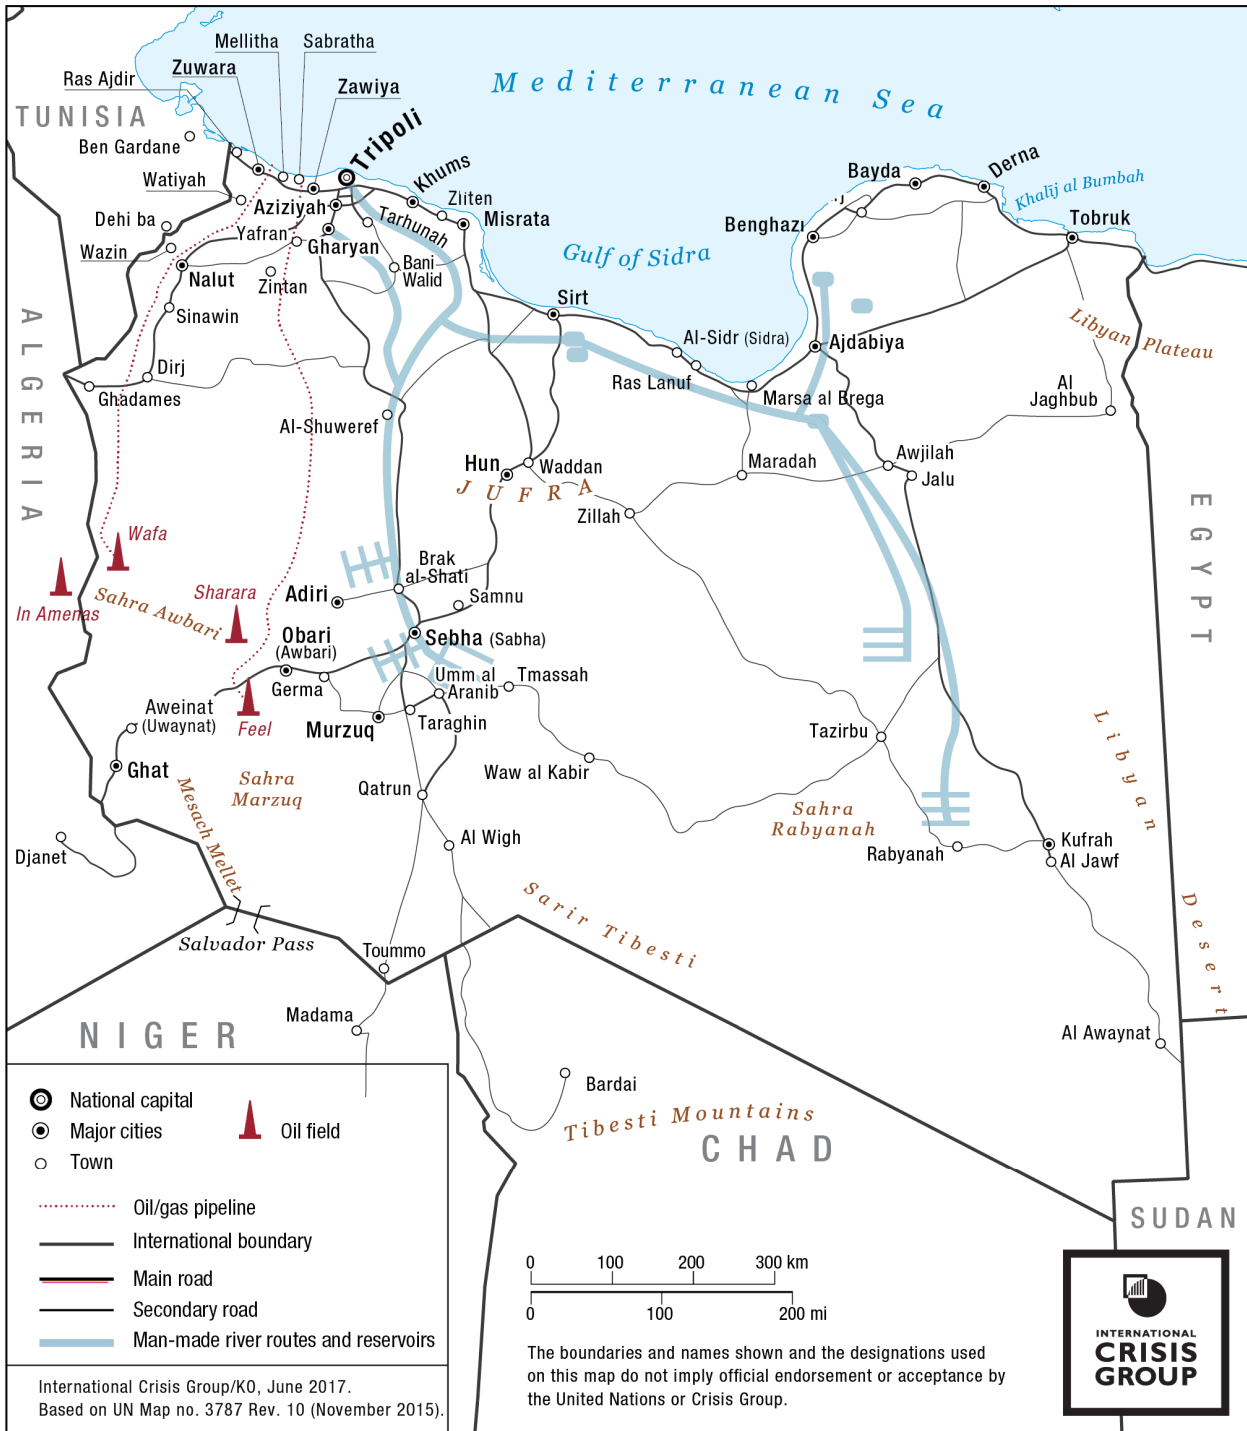 Mellitha
Sabratha
Zuwara
Ras Ajdir
Zawiya
Mediterranean Sea
TUNISIA
Tripoli
Ben Gardane
Khums
Bayda
Derna
Watiyah
Khalij al Bumbah
Zliten
Aziziyah
Tarhunah
Misrata
Dehi ba
Benghazi
Tobruk
Yafran
Gharyan
Wazin
Gulf of Sidra
Bani
Walid
Nalut
Zintan
Sirt
Sinawin
ALGERIA
Libyan Plateau
Al-Sidr (Sidra)
Ajdabiya
Dirj
Ras Lanuf
Al
Jaghbub
Ghadames
Marsa al Brega
Al-Shuweref
Awjilah
Hun
Waddan
Maradah
Jalu
JUFRA
EGYPT
Zillah
Wafa
Brak
al-Shati
Sharara
Adiri
Samnu
In Amenas
Sahra Awbari
Obari
(Awbari)
Sebha (Sabha)
Umm al
Aranib
Tmassah
Germa
Aweinat
(Uwaynat)
Feel
Murzuq
Taraghin
Tazirbu
Libyan Desert
Ghat
Waw al Kabir
Sahra
Marzuq
Qatrun
Mesach Mellet
Sahra
Rabyanah
Al Wigh
Kufrah
Rabyanah
Al Jawf
Djanet
Sarir Tibesti
Salvador Pass
Toummo
Madama
NIGER
Al Awaynat
Bardai
Tibesti Mountains
CHAD
SUDAN
National capital
Major cities
Oil field
Town
Oil/gas pipeline
International boundary
Main road
Secondary road
Man-made river routes and reservoirs
International Crisis Group/KO, June 2017.
Based on UN Map no. 3787 Rev. 10 (November 2015).
0 100 200 300 km
0 100 200 mi
The boundaries and names shown and the designations used
on this map do not imply official endorsement or acceptance by
the United Nations or Crisis Group.
INTERNATIONAL
CRISIS
GROUP